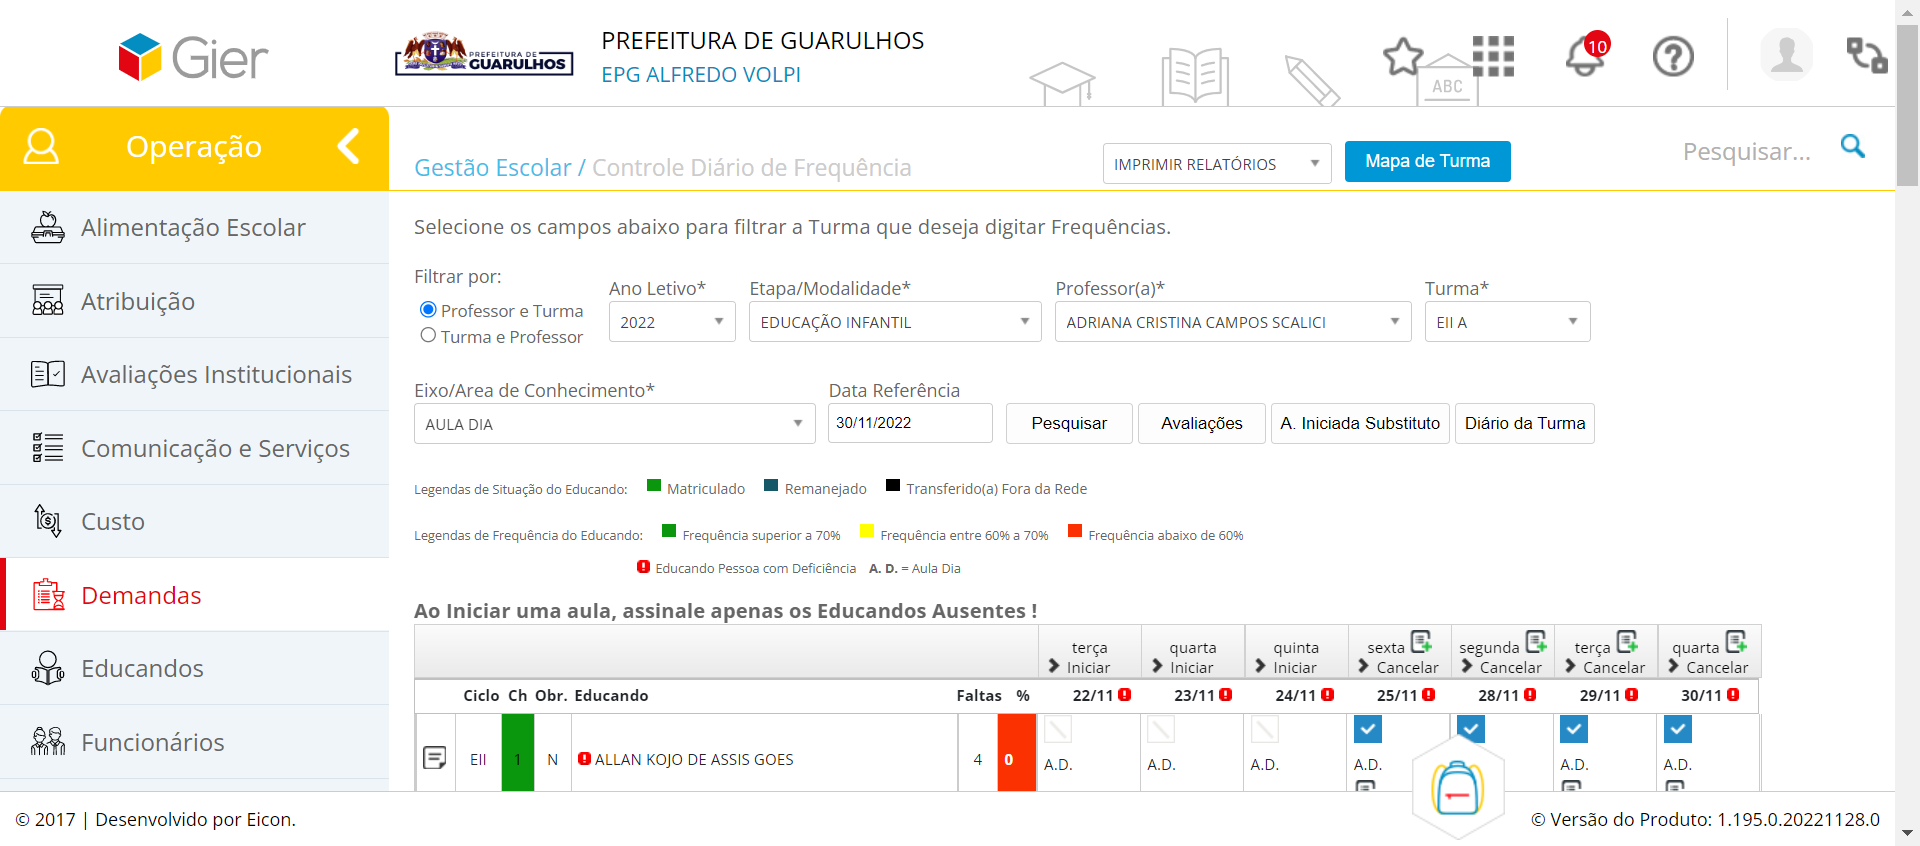 Gier
PREFEITURA DE
GUARULHOS
PREFEITURA DE GUARULHOS
EPG ALFREDO VOLPI
ABC
10
Operação
Gestão Escolar / Controle Diário de Frequência
IMPRIMIR RELATÓRIOS
Mapa de Turma
Pesquisar...
Alimentação Escolar
Atribuição
Avaliações Institucionais
Comunicação e Serviços
Custo
Demandas
Educandos
Funcionários
Selecione os campos abaixo para filtrar a Turma que deseja digitar Frequências.
Filtrar por:
Professor e Turma
Turma e Professor
Ano Letivo*
2022
Etapa/Modalidade*
EDUCAÇÃO INFANTIL
Professor(a)*
ADRIANA CRISTINA CAMPOS SCALICI
Turma*
EII A
Eixo/Area de Conhecimento*
AULA DIA
Data Referência
30/11/2022
Pesquisar
Avaliações
A. Iniciada Substituto
Diário da Turma
Legendas de Situação do Educando: Matriculado Remanejado Transferido(a) Fora da Rede
Legendas de Frequência do Educando: Frequência superior a 70% Frequência entre 60% a 70% Frequência abaixo de 60%
Educando Pessoa com Deficiência A. D. = Aula Dia
Ao Iniciar uma aula, assinale apenas os Educandos Ausentes !
terça quarta quinta sexta segunda terça quarta
Iniciar Iniciar Iniciar Cancelar Cancelar Cancelar Cancelar
Ciclo Ch Obr. Educando Faltas % 22/11 23/11 24/11 25/11 28/11 29/11 30/11
EII 1 N ALLAN KOJO DE ASSIS GOES 4 0
A.D. A.D. A.D. A.D. A.D. A.D.
© 2017 | Desenvolvido por Eicon.
© Versão do Produto: 1.195.0.20221128.0